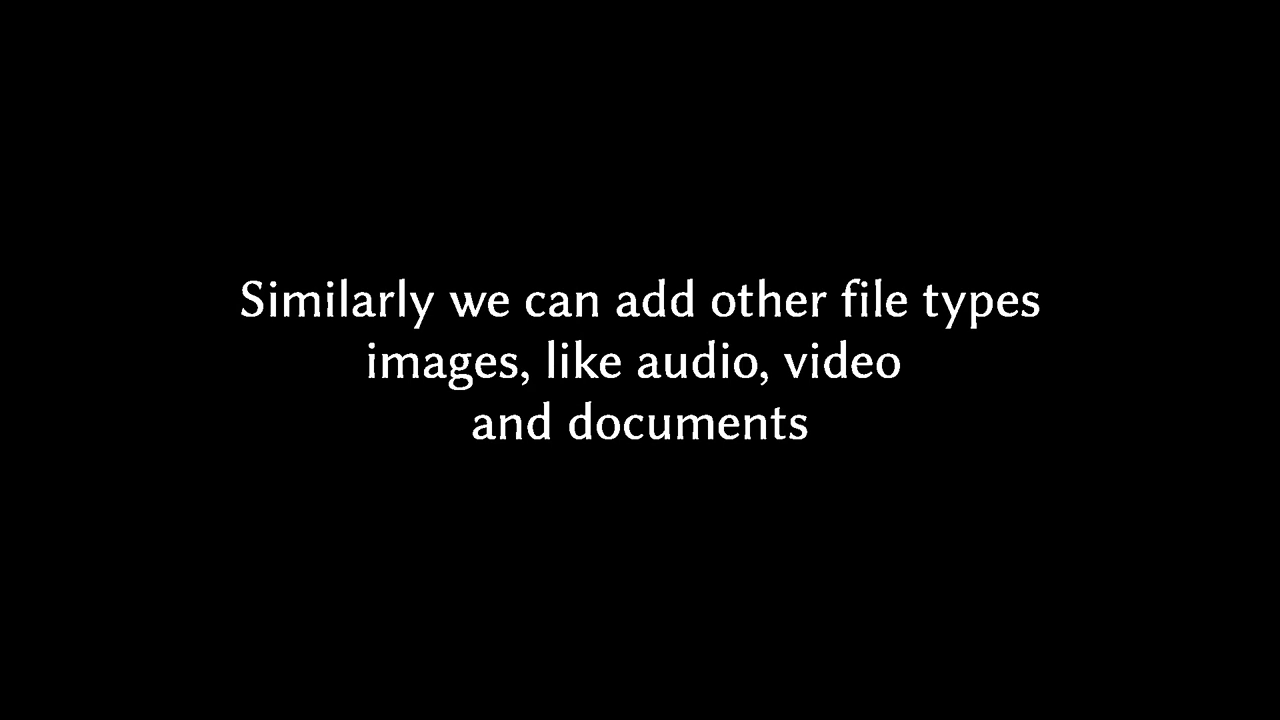 Similarly we can add other file types
images, like audio, video
and documents